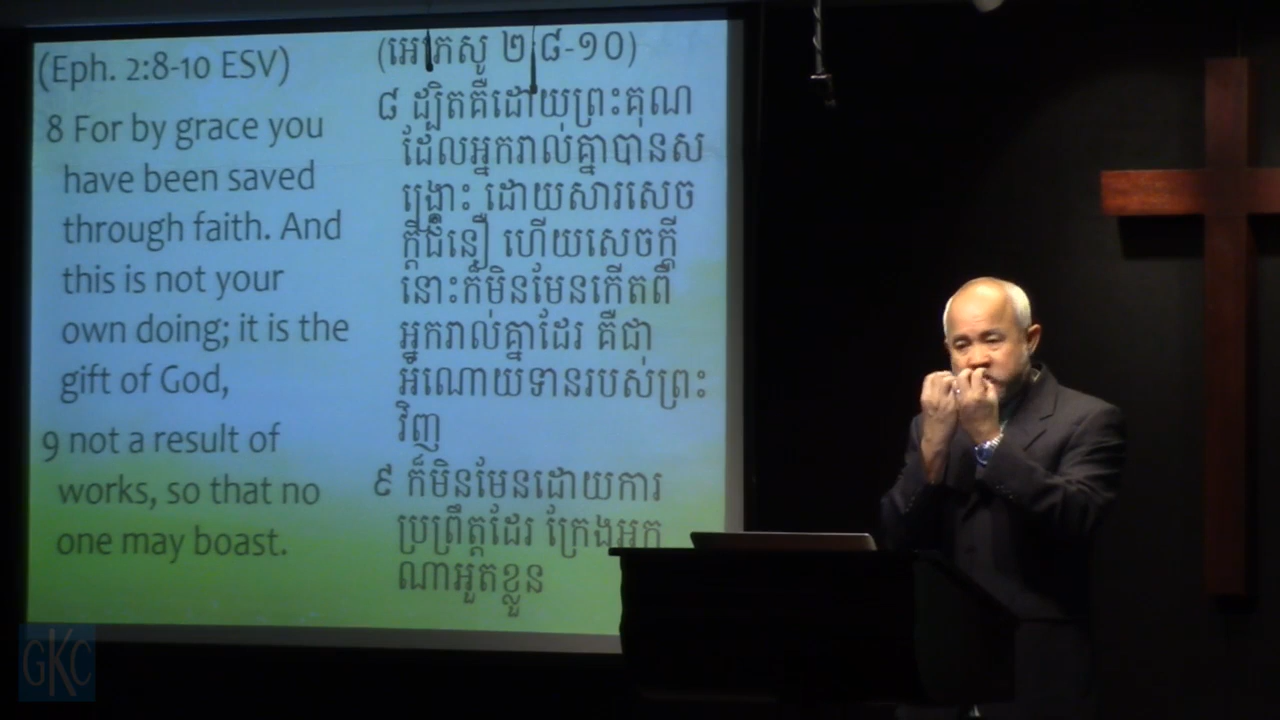 (Eph. 2:8-10 ESV)
8 For by grace you
have been saved
through faith. And
this is not your
own doing; it is the
gift of God,
9 not a result of
works, so that no
one may boast.
(អេភេសូ ២:៨-១០)
៨ ដ្បិតគឺដោយព្រះគុណ
ដែលអ្នករាល់គ្នាបានស
ង្គ្រោះ ដោយសារសេច
ក្ដីជំនឿ ហើយសេចក្ដី
នោះក៏មិនមែនកើតពី
អ្នករាល់គ្នាដែរ គឺជា
អំណោយទានរបស់ព្រះ
វិញ
៩ ក៏មិនមែនដោយការ
ប្រព្រឹត្តដែរ ក្រែងអ្នក
ណាអួតខ្លួន
GKC